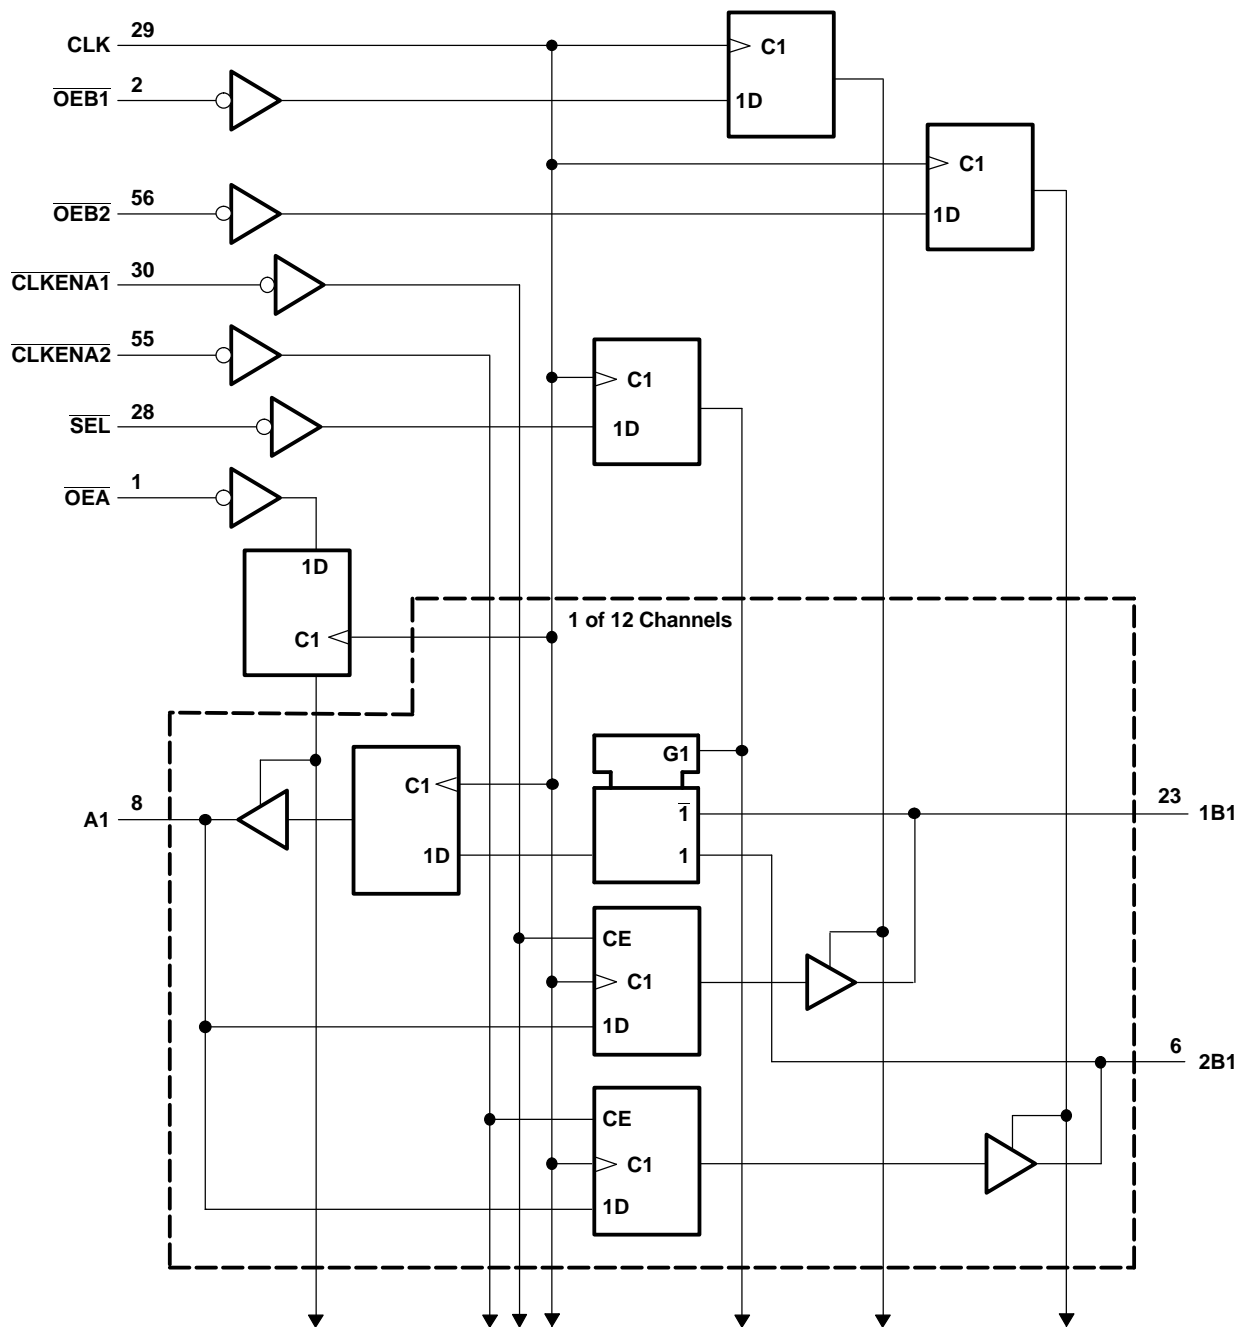 CLK 29
C1
OEB1 2
1D
C1
OEB2 56
1D
CLKENA1 30
CLKENA2 55
C1
SEL 28
1D
OEA 1
1D
1 of 12 Channels
C1
G1
C1
A1 8
1
23 1B1
1D
1
CE
C1
1D
6 2B1
CE
C1
1D